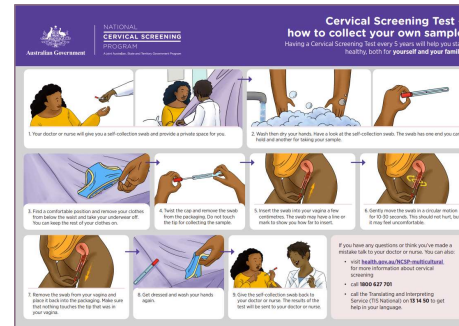 Australian Government
NATIONAL
CERVICAL SCREENING
PROGRAM
A joint Australian, State and Territory Government Program
Cervical Screening Test
how to collect your own sample
Having a Cervical Screening Test every 5 years will help you sta
healthy, both for yourself and your famil
1. Your doctor or nurse will give you a self-collection swab and provide a private space for you.
2. Wash then dry your hands. Have a look at the self-collection swab. The swab has one end you can
hold and another for taking your sample.
3. Find a comfortable position and remove your clothes
from below the waist and take your underwear off.
You can keep the rest of your clothes on.
4. Twist the cap and remove the swab
from the packaging. Do not touch
the tip for collecting the sample.
5. Insert the swab into your vagina a few
centimetres. The swab may have a line or
mark to show you how far to insert.
6. Gently move the swab in a circular motion
for 10-30 seconds. This should not hurt, bu
it may feel uncomfortable.
7. Remove the swab from your vagina and
place it back into the packaging. Make sure
that nothing touches the tip that was in
your vagina.
8. Get dressed and wash your hands
again.
9. Give the self-collection swab back to
your doctor or nurse. The results of the
test will be sent to your doctor or nurse.
If you have any questions or think you've made a
mistake talk to your doctor or nurse. You can also:
• visit health.gov.au/NCSP-multicultural
for more information about cervical
screening
• call 1800 627 701
• call the Translating and Interpreting
Service (TIS National) on 13 14 50 to get
help in your language.